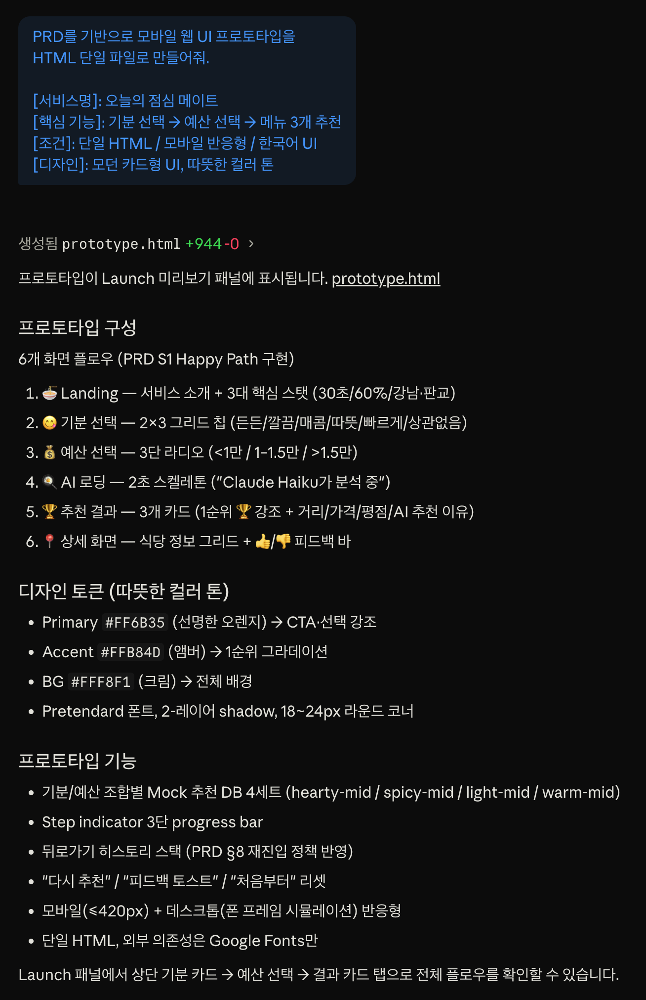 PRD를 기반으로 모바일 웹 UI 프로토타입을
HTML 단일 파일로 만들어줘.
[서비스명]: 오늘의 점심 메이트
[핵심 기능]: 기분 선택 → 예산 선택 → 메뉴 3개 추천
[조건]: 단일 HTML / 모바일 반응형 / 한국어 UI
[디자인]: 모던 카드형 UI, 따뜻한 컬러 톤
생성됨 prototype.html +944 -0 ›
프로토타입이 Launch 미리보기 패널에 표시됩니다. prototype.html
프로토타입 구성
6개 화면 플로우 (PRD S1 Happy Path 구현)
1. 🍜 Landing — 서비스 소개 + 3대 핵심 스탯 (30초/60%/강남·판교)
2. 😋 기분 선택 — 2×3 그리드 칩 (든든/깔끔/매콤/따뜻/빠르게/상관없음)
3. 💰 예산 선택 — 3단 라디오 (<1만 / 1–1.5만 / >1.5만)
4. 🍳 AI 로딩 — 2초 스켈레톤 ("Claude Haiku가 분석 중")
5. 🏆 추천 결과 — 3개 카드 (1순위 🏆 강조 + 거리/가격/평점/AI 추천 이유)
6. 📍 상세 화면 — 식당 정보 그리드 + 👍/👎 피드백 바
디자인 토큰 (따뜻한 컬러 톤)
• Primary #FF6B35 (선명한 오렌지) → CTA·선택 강조
• Accent #FFB84D (앰버) → 1순위 그라데이션
• BG #FFF8F1 (크림) → 전체 배경
• Pretendard 폰트, 2-레이어 shadow, 18~24px 라운드 코너
프로토타입 기능
• 기분/예산 조합별 Mock 추천 DB 4세트 (hearty-mid / spicy-mid / light-mid / warm-mid)
• Step indicator 3단 progress bar
• 뒤로가기 히스토리 스택 (PRD §8 재진입 정책 반영)
• "다시 추천" / "피드백 토스트" / "처음부터" 리셋
• 모바일(≤420px) + 데스크톱(폰 프레임 시뮬레이션) 반응형
• 단일 HTML, 외부 의존성은 Google Fonts만
Launch 패널에서 상단 기분 카드 → 예산 선택 → 결과 카드 탭으로 전체 플로우를 확인할 수 있습니다.